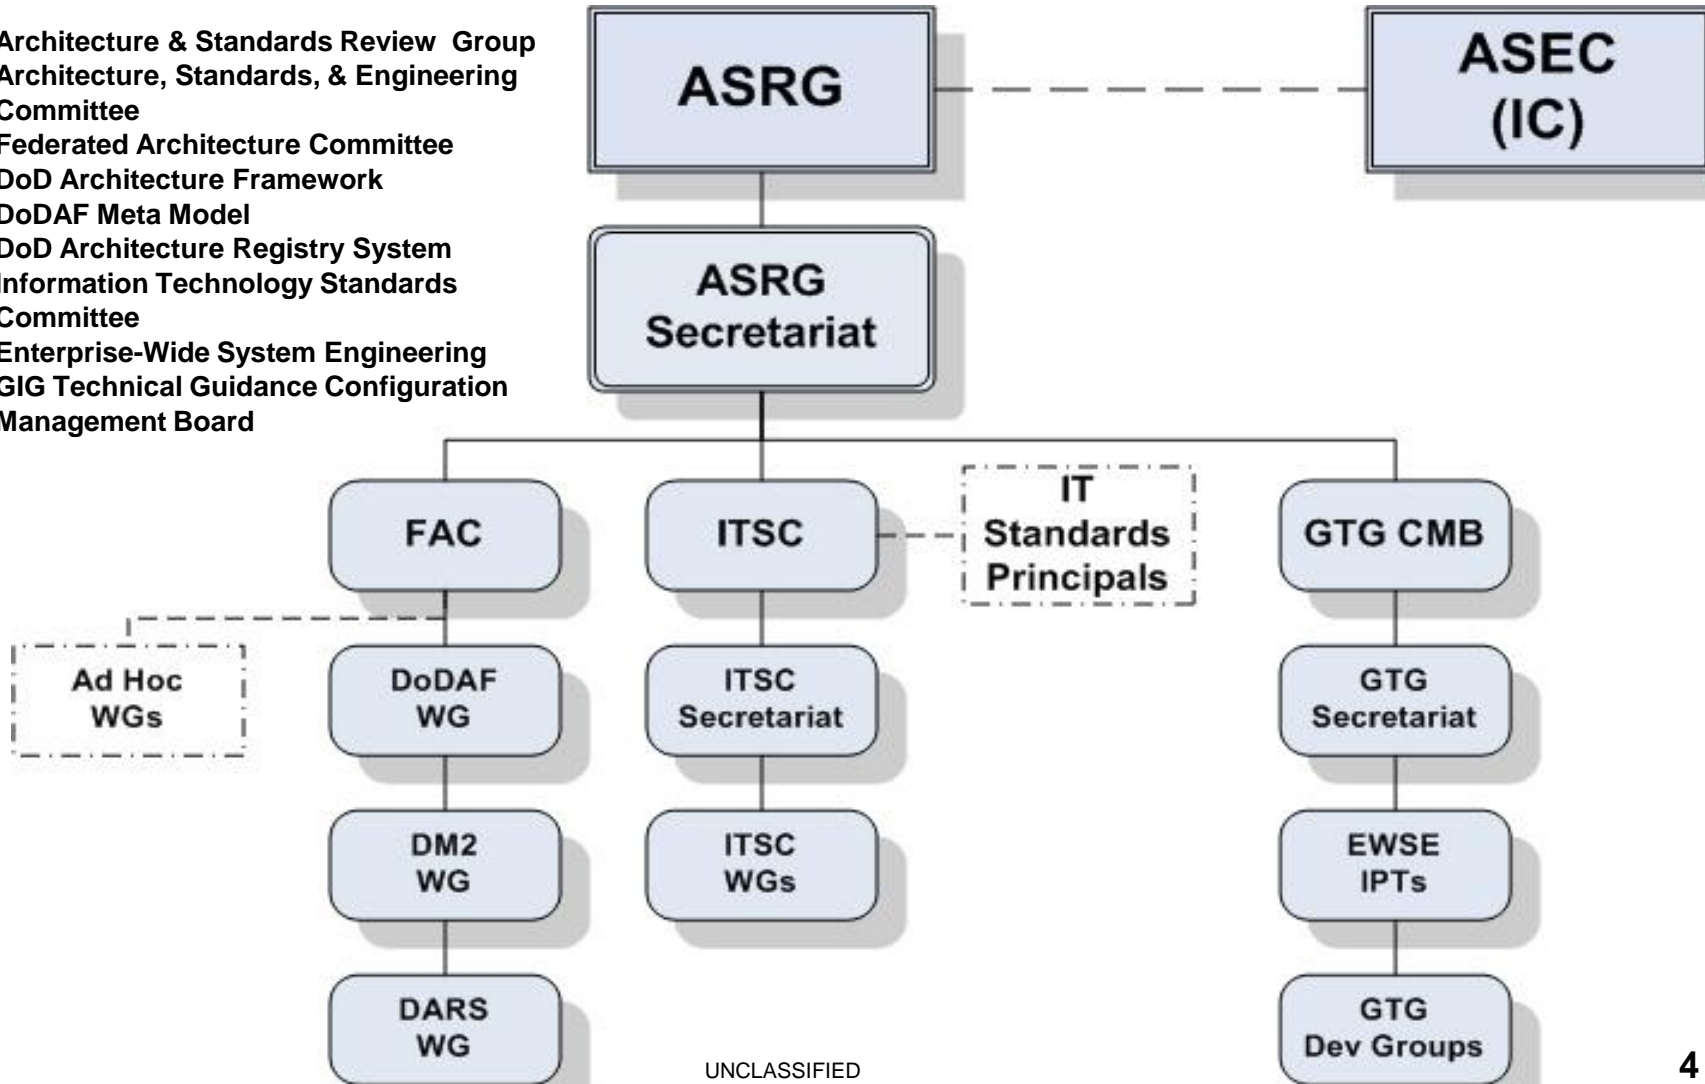 Architecture & Standards Review Group
Architecture, Standards, & Engineering
Committee
Federated Architecture Committee
DoD Architecture Framework
DoDAF Meta Model
DoD Architecture Registry System
Information Technology Standards
Committee
Enterprise-Wide System Engineering
GIG Technical Guidance Configuration
Management Board
ASRG
ASEC
(IC)
ASRG
Secretariat
FAC
ITSC
IT
Standards
Principals
GTG CMB
Ad Hoc
WGs
DoDAF
WG
ITSC
Secretariat
GTG
Secretariat
DM2
WG
ITSC
WGs
EWSE
IPTs
DARS
WG
GTG
Dev Groups
UNCLASSIFIED
4